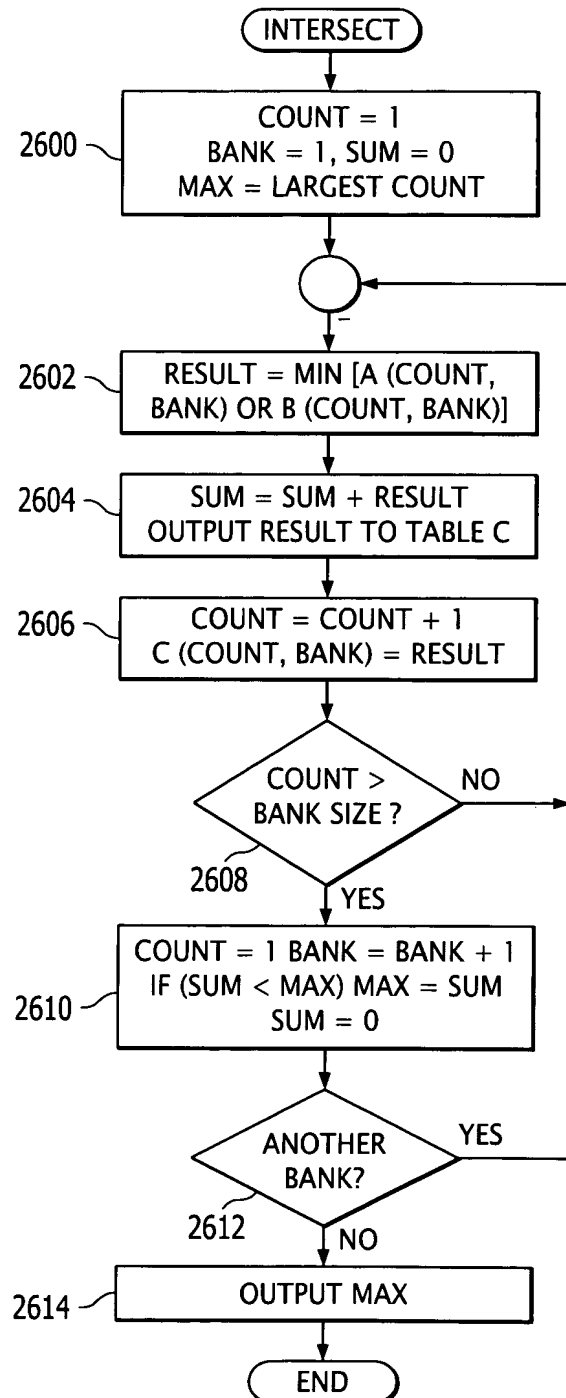 INTERSECT
2600
COUNT = 1
BANK = 1, SUM = 0
MAX = LARGEST COUNT
2602
RESULT = MIN [A (COUNT,
BANK) OR B (COUNT, BANK)]
2604
SUM = SUM + RESULT
OUTPUT RESULT TO TABLE C
2606
COUNT = COUNT + 1
C (COUNT, BANK) = RESULT
COUNT >
BANK SIZE ?
NO
2608
YES
2610
COUNT = 1 BANK = BANK + 1
IF (SUM < MAX) MAX = SUM
SUM = 0
ANOTHER
BANK?
YES
2612
NO
2614
OUTPUT MAX
END